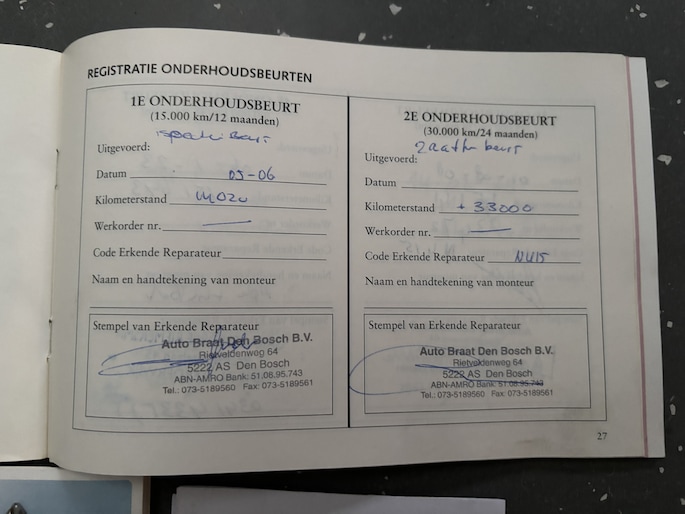 REGISTRATIE ONDERHOUDSBEURTEN
1E ONDERHOUDSBEURT
(15.000 km/12 maanden)
Uitgevoerd:
Datum 05-06
Kilometerstand
Werkorder nr. —
Code Erkende Reparateur
Naam en handtekening van monteur
Stempel van Erkende Reparateur
Auto Braat Den Bosch B.V.
Rietveldenweg 64
5222 AS Den Bosch
ABN-AMRO Bank: 51.08.95.743
Tel.: 073-5189560 Fax: 073-5189561
2E ONDERHOUDSBEURT
(30.000 km/24 maanden)
beurt
Uitgevoerd:
Datum
Kilometerstand + 33000
Werkorder nr. —
Code Erkende Reparateur
Naam en handtekening van monteur
Stempel van Erkende Reparateur
Auto Braat Den Bosch B.V.
Rietveldenweg 64
5222 AS Den Bosch
ABN-AMRO Bank: 51.08.95.743
Tel.: 073-5189560 Fax: 073-5189561
27